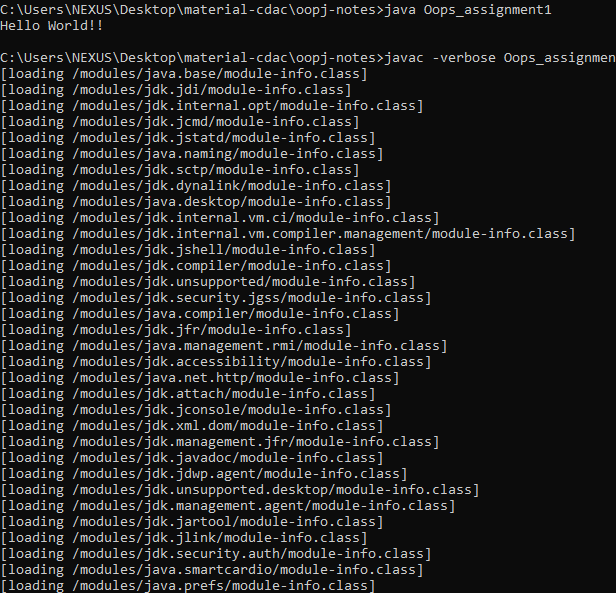 C:\Users\NEXUS\Desktop\material-cdac\oopj-notes>java Oops_assignment1
Hello World!!
C:\Users\NEXUS\Desktop\material-cdac\oopj-notes>javac -verbose Oops_assignmen
[loading /modules/java.base/module-info.class]
[loading /modules/jdk.jdi/module-info.class]
[loading /modules/jdk.internal.opt/module-info.class]
[loading /modules/jdk.jcmd/module-info.class]
[loading /modules/jdk.jstatd/module-info.class]
[loading /modules/java.naming/module-info.class]
[loading /modules/jdk.sctp/module-info.class]
[loading /modules/jdk.dynalink/module-info.class]
[loading /modules/java.desktop/module-info.class]
[loading /modules/jdk.internal.vm.ci/module-info.class]
[loading /modules/jdk.internal.vm.compiler.management/module-info.class]
[loading /modules/jdk.jshell/module-info.class]
[loading /modules/jdk.compiler/module-info.class]
[loading /modules/jdk.unsupported/module-info.class]
[loading /modules/jdk.security.jgss/module-info.class]
[loading /modules/java.compiler/module-info.class]
[loading /modules/jdk.jfr/module-info.class]
[loading /modules/java.management.rmi/module-info.class]
[loading /modules/jdk.accessibility/module-info.class]
[loading /modules/java.net.http/module-info.class]
[loading /modules/jdk.attach/module-info.class]
[loading /modules/jdk.jconsole/module-info.class]
[loading /modules/jdk.xml.dom/module-info.class]
[loading /modules/jdk.management.jfr/module-info.class]
[loading /modules/jdk.javadoc/module-info.class]
[loading /modules/jdk.jdwp.agent/module-info.class]
[loading /modules/jdk.unsupported.desktop/module-info.class]
[loading /modules/jdk.management.agent/module-info.class]
[loading /modules/jdk.jartool/module-info.class]
[loading /modules/jdk.jlink/module-info.class]
[loading /modules/jdk.security.auth/module-info.class]
[loading /modules/java.smartcardio/module-info.class]
[loading /modules/java.prefs/module-info.class]